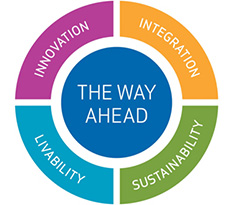 INNOVATION
INTEGRATION
THE WAY
AHEAD
LIVABILITY
SUSTAINABILITY